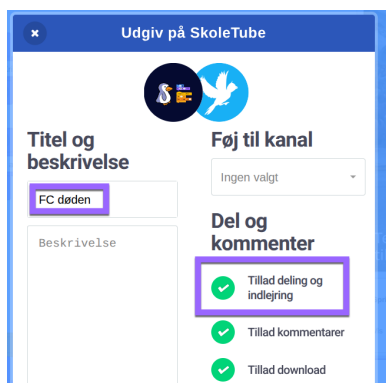 Udgiv på SkoleTube
Titel og
beskrivelse
FC døden
Beskrivelse
Føj til kanal
Ingen valgt
Del og
kommenter
Tillad deling og
indlejring
Tillad kommentarer
Tillad download